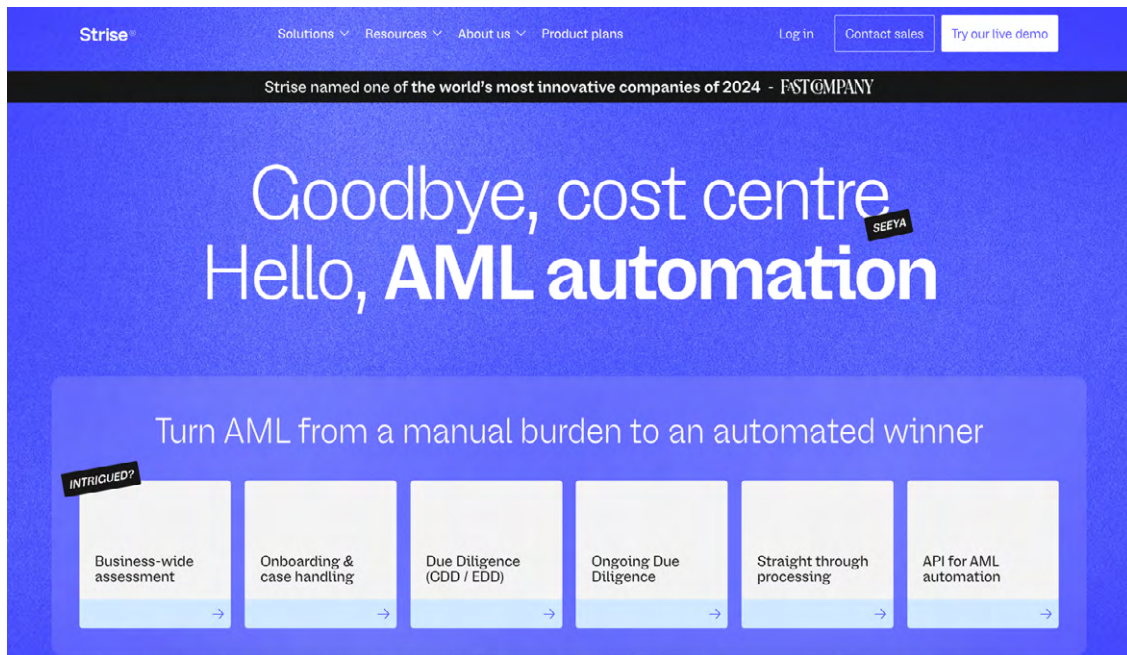 Strise®
Solutions Resources About us Product plans
Log in Contact sales Try our live demo
Strise named one of the world's most innovative companies of 2024 - FAST COMPANY
Goodbye, cost centre
SEEYA
Hello, AML automation
Turn AML from a manual burden to an automated winner
INTRIGUED?
Business-wide
assessment
Onboarding &
case handling
Due Diligence
(CDD / EDD)
Ongoing Due
Diligence
Straight through
processing
API for AML
automation